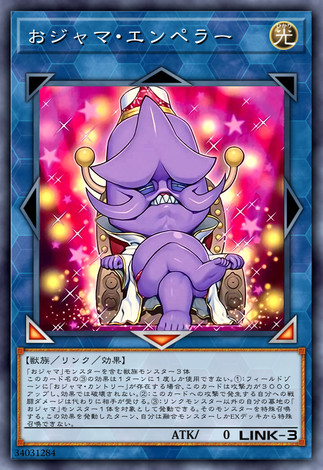 おジャマ・エンペラー
光
【獣族／リンク／効果】
「おジャマ」モンスターを含む獣族モンスター3体
このカード名の③の効果は1ターンに1度しか使用できない。①:フィールドゾ
ーンに「おジャマ・カントリー」が存在する場合、このカードは攻撃力が3000
アップし、効果では破壊されない。②:このカードへの攻撃で発生する自分への戦
闘ダメージは代わりに相手が受ける。③:リンクモンスター以外の自分の墓地の「
おジャマ」モンスター1体を対象として発動できる。そのモンスターを特殊召喚
する。この効果を発動したターン、自分は融合モンスターしかEXデッキから特殊
召喚できない。
ATK/ 0 LINK-3
34031284